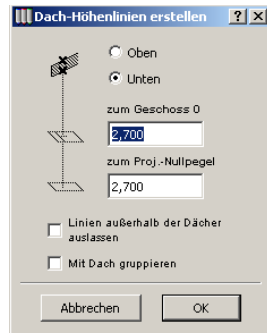 Dach-Höhenlinien erstellen
Oben
Unten
zum Geschoss 0
2,700
zum Proj.-Nullpegel
2,700
Linien außerhalb der Dächer
auslassen
Mit Dach gruppieren
Abbrechen
OK